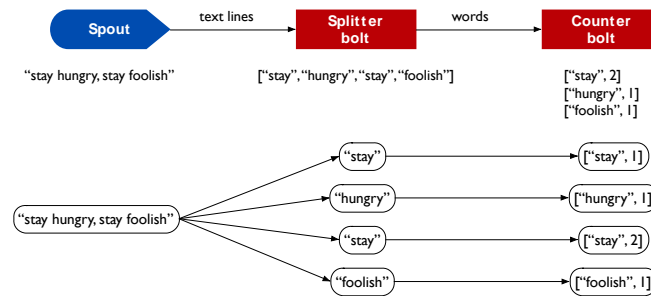 Spout
text lines
Splitter
bolt
words
Counter
bolt
“stay hungry, stay foolish”
[“stay”, “hungry”, “stay”, “foolish”]
[“stay”, 2]
[“hungry”, 1]
[“foolish”, 1]
“stay”
[“stay”, 1]
“hungry”
[“hungry”, 1]
“stay hungry, stay foolish”
“stay”
[“stay”, 2]
“foolish”
[“foolish”, 1]